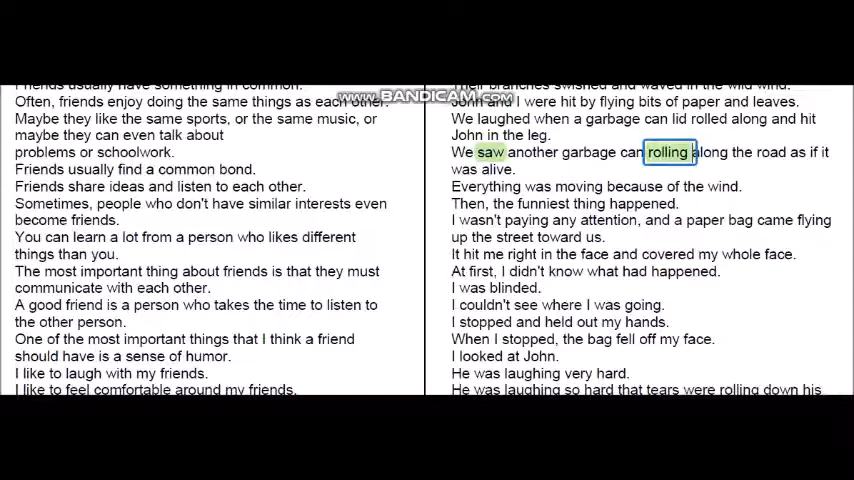 www.BANDICAM.com
Friends usually have something in common.
Often, friends enjoy doing the same things as each other.
Maybe they like the same sports, or the same music, or
maybe they can even talk about
problems or schoolwork.
Friends usually find a common bond.
Friends share ideas and listen to each other.
Sometimes, people who don't have similar interests even
become friends.
You can learn a lot from a person who likes different
things than you.
The most important thing about friends is that they must
communicate with each other.
A good friend is a person who takes the time to listen to
the other person.
One of the most important things that I think a friend
should have is a sense of humor.
I like to laugh with my friends.
I like to feel comfortable around my friends.
Their branches swished and waved in the wild wind.
John and I were hit by flying bits of paper and leaves.
We laughed when a garbage can lid rolled along and hit
John in the leg.
We saw another garbage can rolling along the road as if it
was alive.
Everything was moving because of the wind.
Then, the funniest thing happened.
I wasn't paying any attention, and a paper bag came flying
up the street toward us.
It hit me right in the face and covered my whole face.
At first, I didn't know what had happened.
I was blinded.
I couldn't see where I was going.
I stopped and held out my hands.
When I stopped, the bag fell off my face.
I looked at John.
He was laughing very hard.
He was laughing so hard that tears were rolling down his